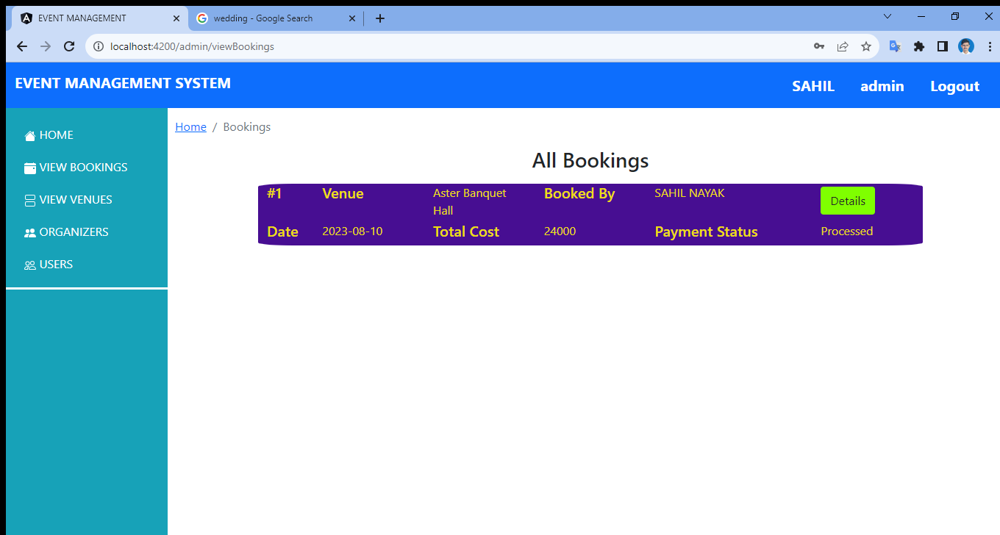 EVENT MANAGEMENT
wedding - Google Search
localhost:4200/admin/viewBookings
EVENT MANAGEMENT SYSTEM
SAHIL admin Logout
HOME
VIEW BOOKINGS
VIEW VENUES
ORGANIZERS
USERS
Home / Bookings
All Bookings
#1 Venue Aster Banquet Booked By SAHIL NAYAK Details
Hall
Date 2023-08-10 Total Cost 24000 Payment Status Processed